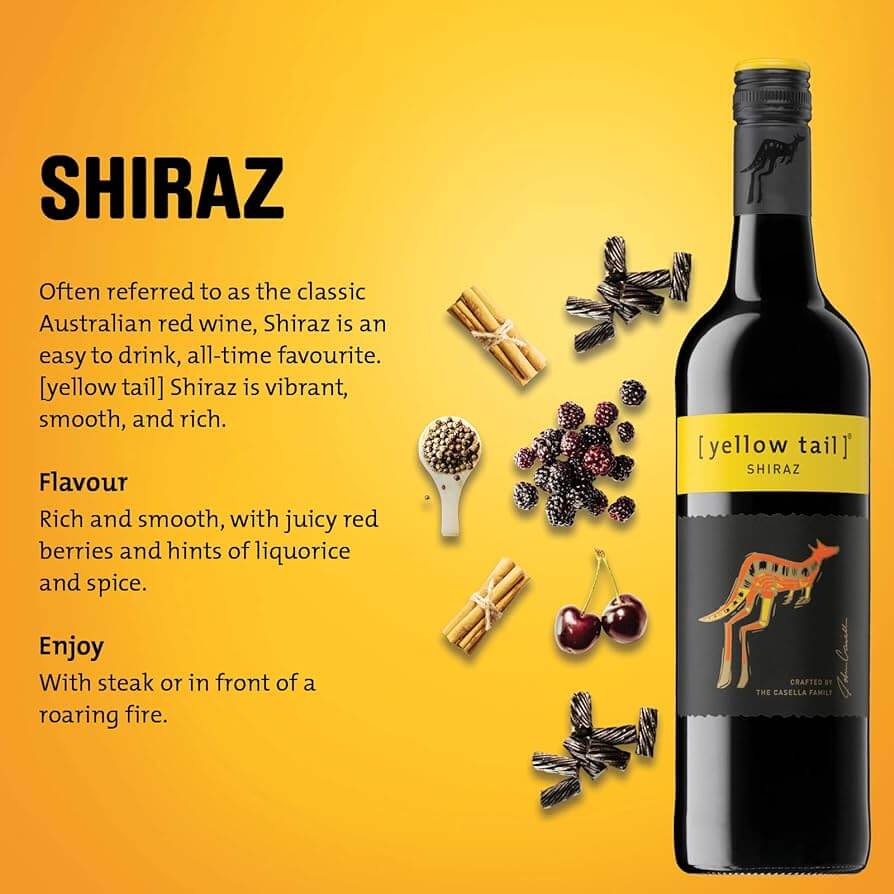 SHIRAZ
Often referred to as the classic
Australian red wine, Shiraz is an
easy to drink, all-time favourite.
[yellow tail] Shiraz is vibrant,
smooth, and rich.
Flavour
Rich and smooth, with juicy red
berries and hints of liquorice
and spice.
Enjoy
With steak or in front of a
roaring fire.
[ yellow tail ]®
SHIRAZ
CRAFTED BY
THE CASELLA FAMILY